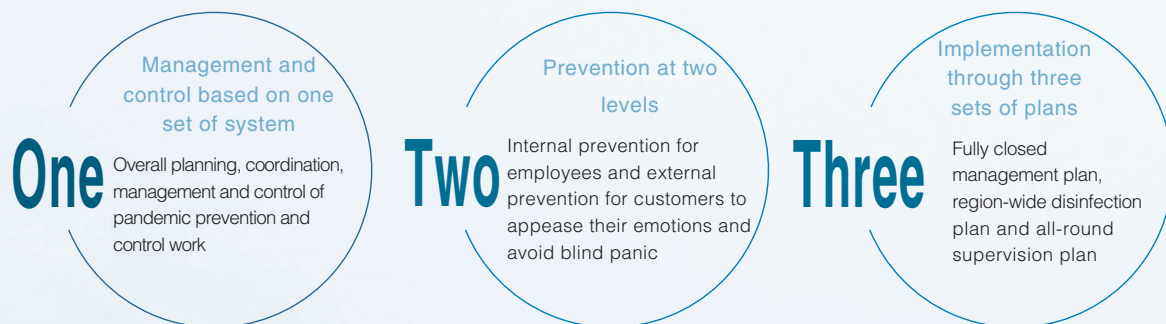 One
Management and
control based on one
set of system
Overall planning, coordination,
management and control of
pandemic prevention and
control work
Two
Prevention at two
levels
Internal prevention for
employees and external
prevention for customers to
appease their emotions and
avoid blind panic
Three
Implementation
through three
sets of plans
Fully closed
management plan,
region-wide disinfection
plan and all-round
supervision plan